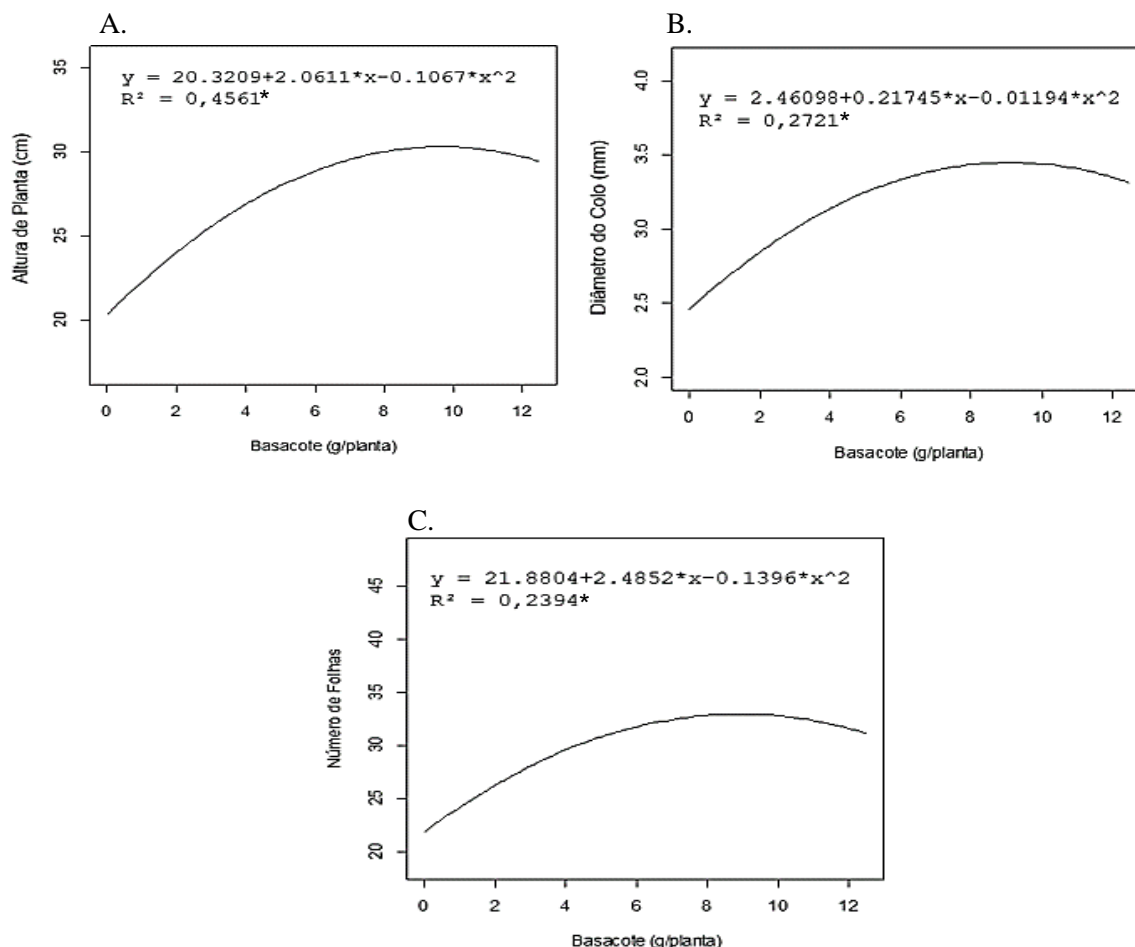 A.
y = 20.3209+2.0611*x-0.1067*x^2
R² = 0,4561*
Altura de Planta (cm)
35
30
25
20
0 2 4 6 8 10 12
Basacote (g/planta)
B.
y = 2.46098+0.21745*x-0.01194*x^2
R² = 0,2721*
Diâmetro do Colo (mm)
4.0
3.5
3.0
2.5
2.0
0 2 4 6 8 10 12
Basacote (g/planta)
C.
y = 21.8804+2.4852*x-0.1396*x^2
R² = 0,2394*
Número de Folhas
45
40
35
30
25
20
0 2 4 6 8 10 12
Basacote (g/planta)